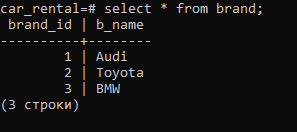 car_rental=# select * from brand;
 brand_id | b_name
----------+--------
        1 | Audi
        2 | Toyota
        3 | BMW
(3 строки)